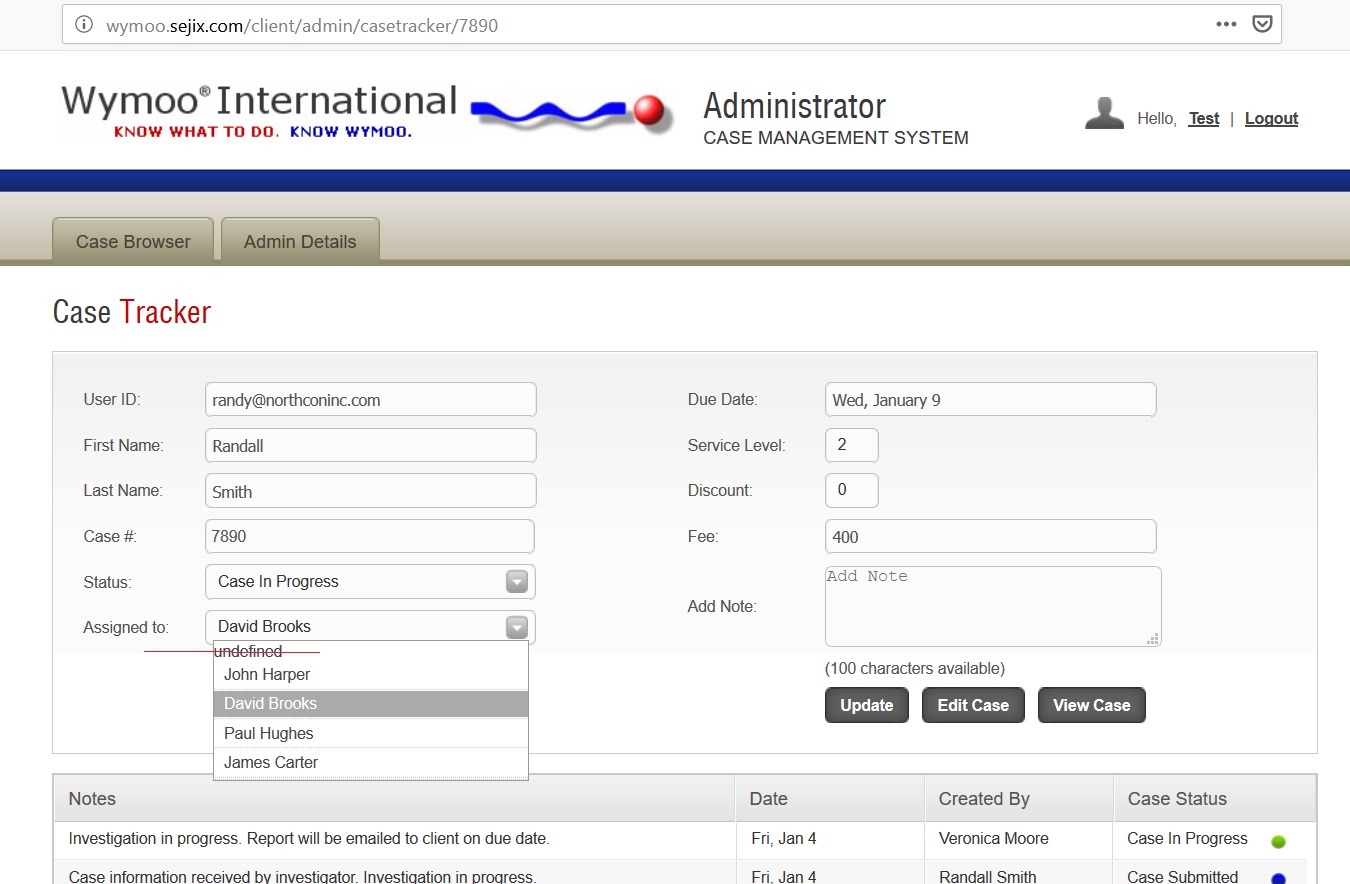 wymoo.sejix.com/client/admin/casetracker/7890
Wymoo® International
KNOW WHAT TO DO. KNOW WYMOO.
Administrator
CASE MANAGEMENT SYSTEM
Hello, Test | Logout
Case Browser
Admin Details
Case Tracker
User ID: randy@northconinc.com
Due Date: Wed, January 9
First Name: Randall
Service Level: 2
Last Name: Smith
Discount: 0
Case #: 7890
Fee: 400
Status: Case In Progress
Add Note: Add Note
Assigned to: David Brooks
undefined
John Harper
David Brooks
Paul Hughes
James Carter
(100 characters available)
Update Edit Case View Case
Notes Date Created By Case Status
Investigation in progress. Report will be emailed to client on due date. Fri, Jan 4 Veronica Moore Case In Progress
Case information received by investigator. Investigation in progress. Fri, Jan 4 Randall Smith Case Submitted